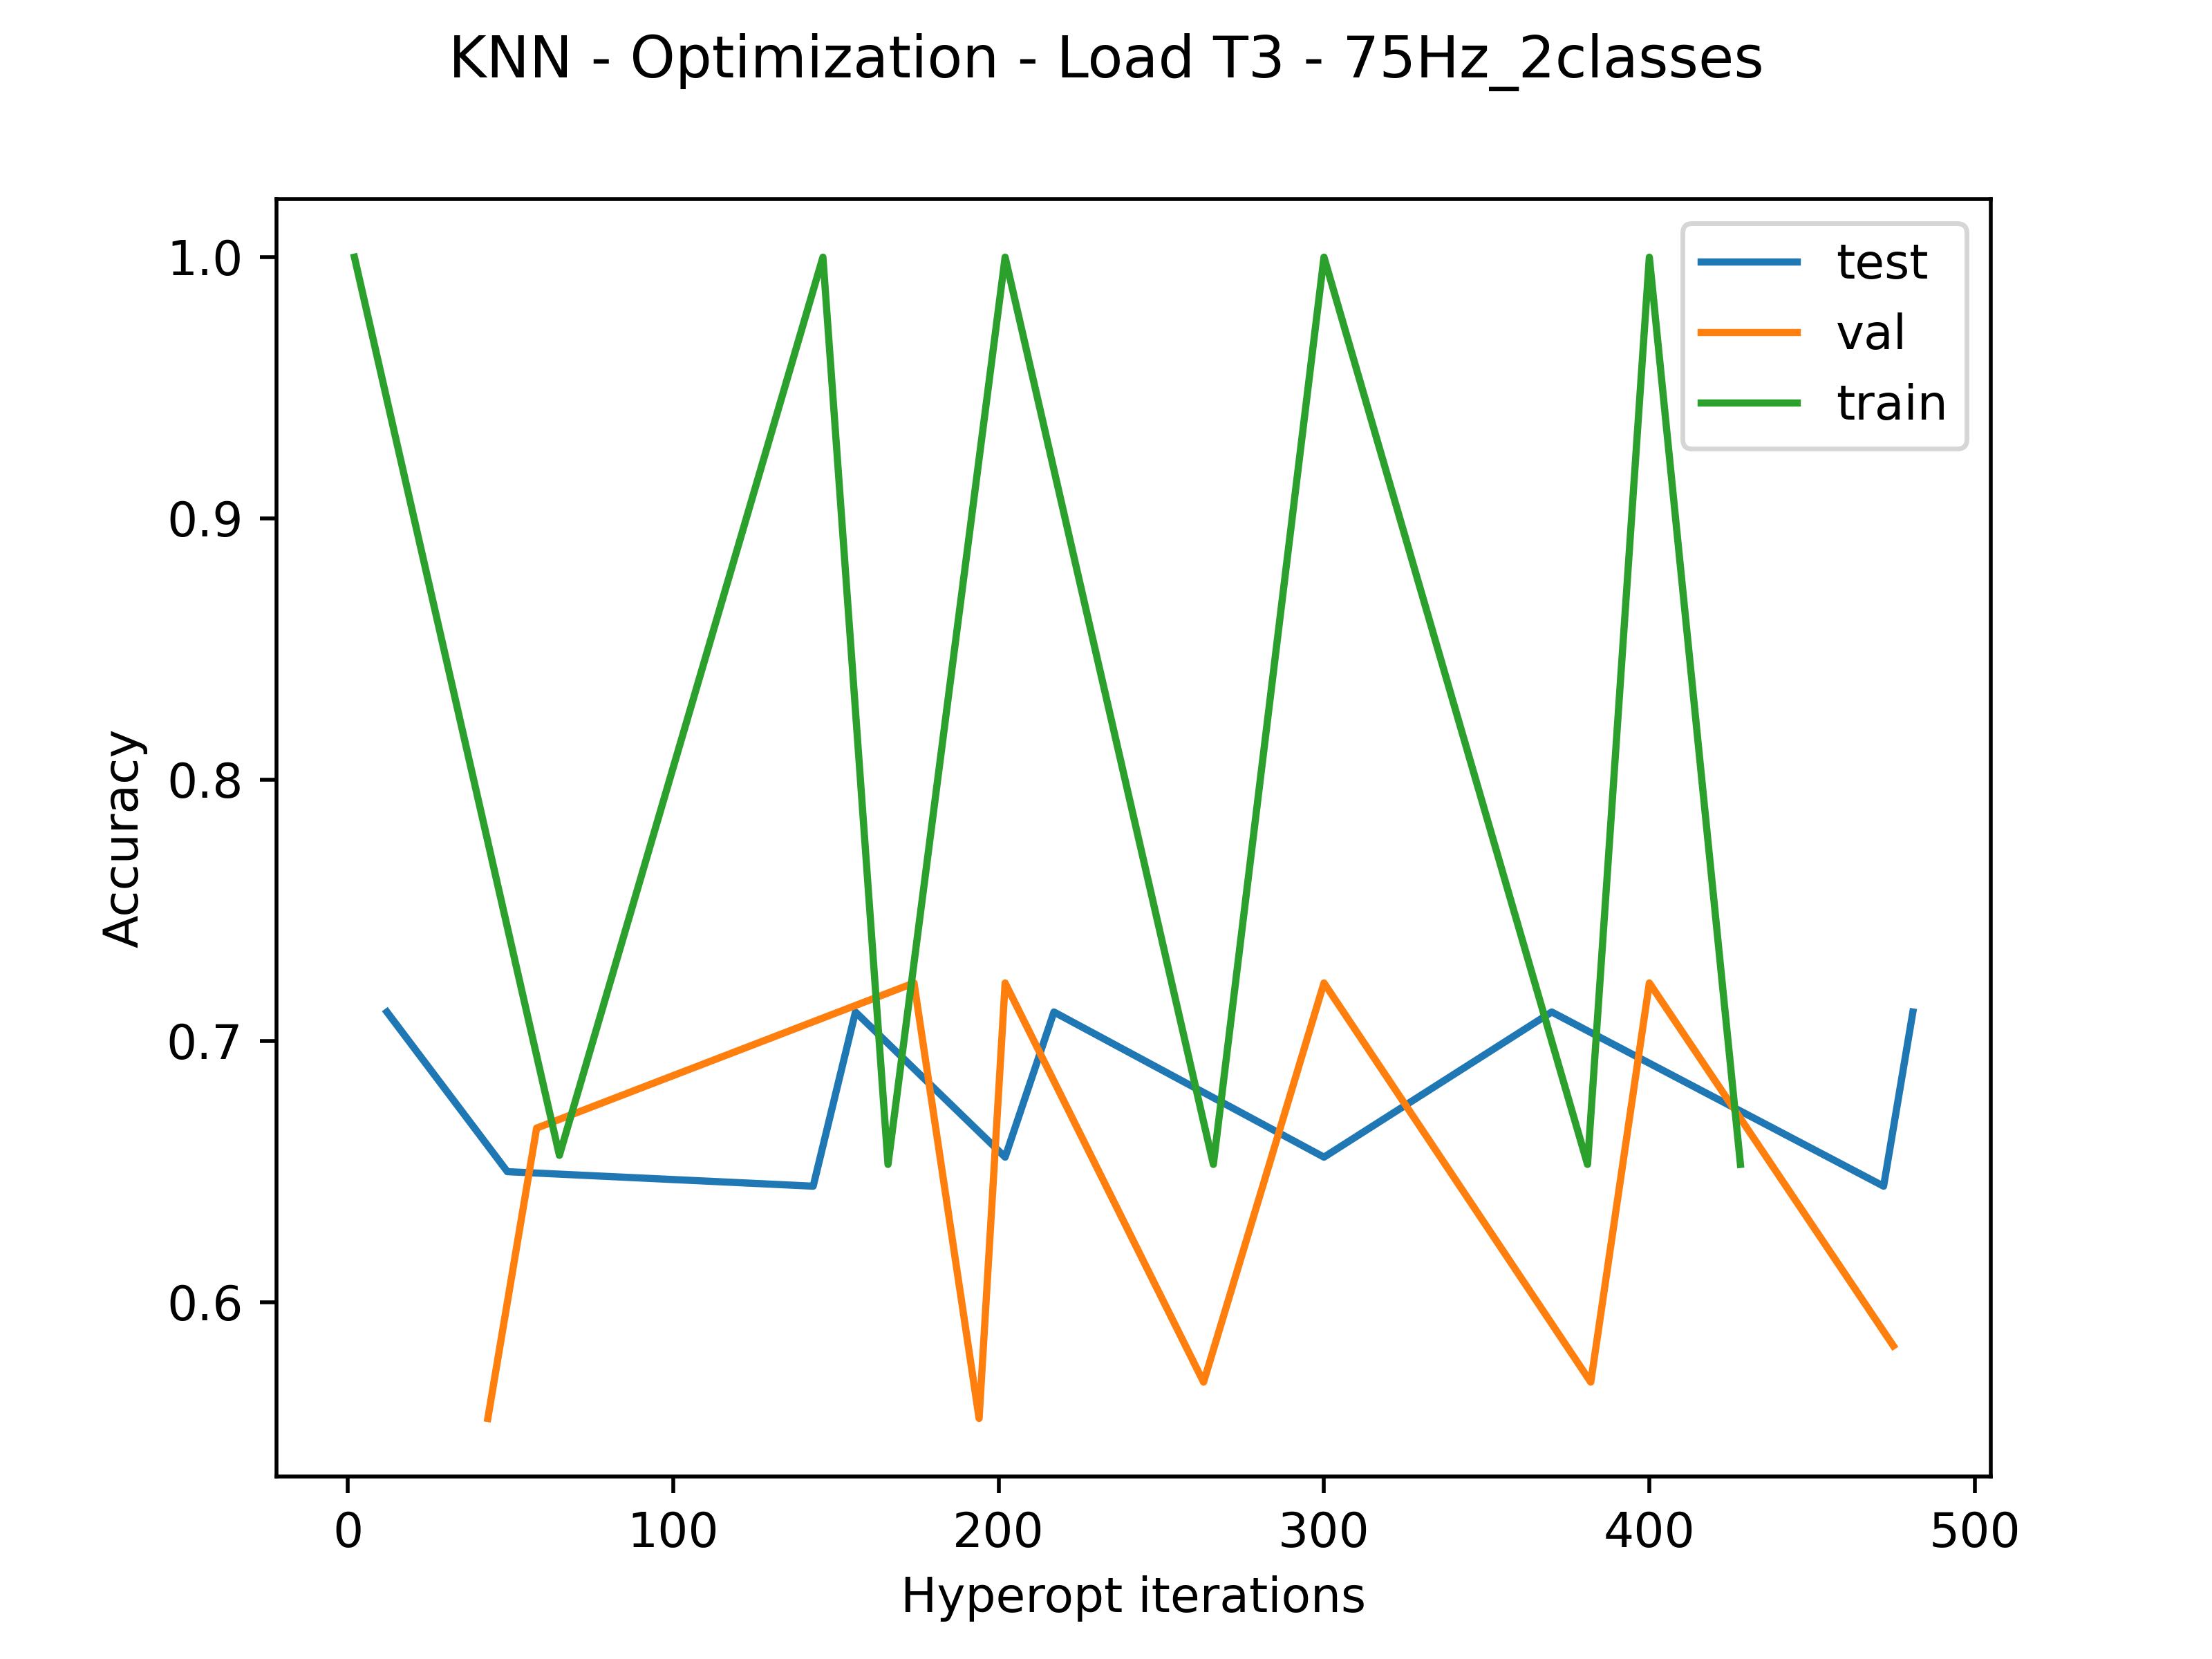 KNN - Optimization - Load T3 - 75Hz_2classes
1.0
0.9
0.8
0.7
0.6
Accuracy
test
val
train
0 100 200 300 400 500
Hyperopt iterations